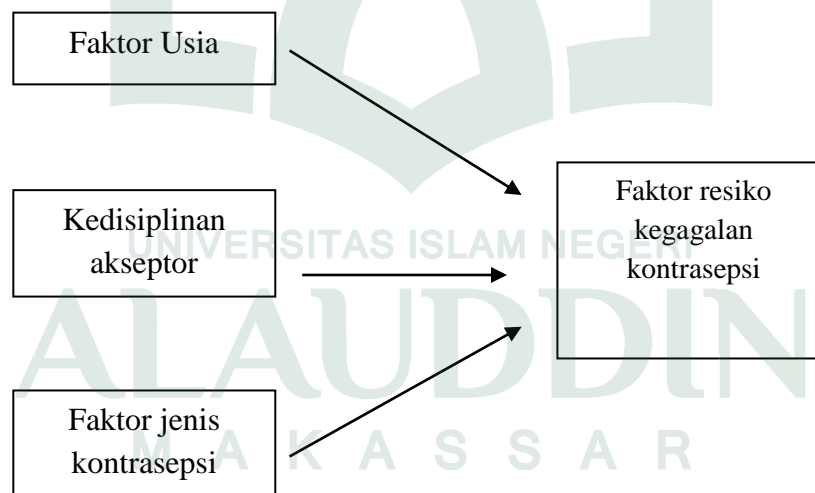 Faktor Usia
Kedisiplinan
akseptor
Faktor jenis
kontrasepsi
Faktor resiko
kegagalan
kontrasepsi
UNIVERSITAS ISLAM NEGERI
ALAUDDIN
MAKASSAR